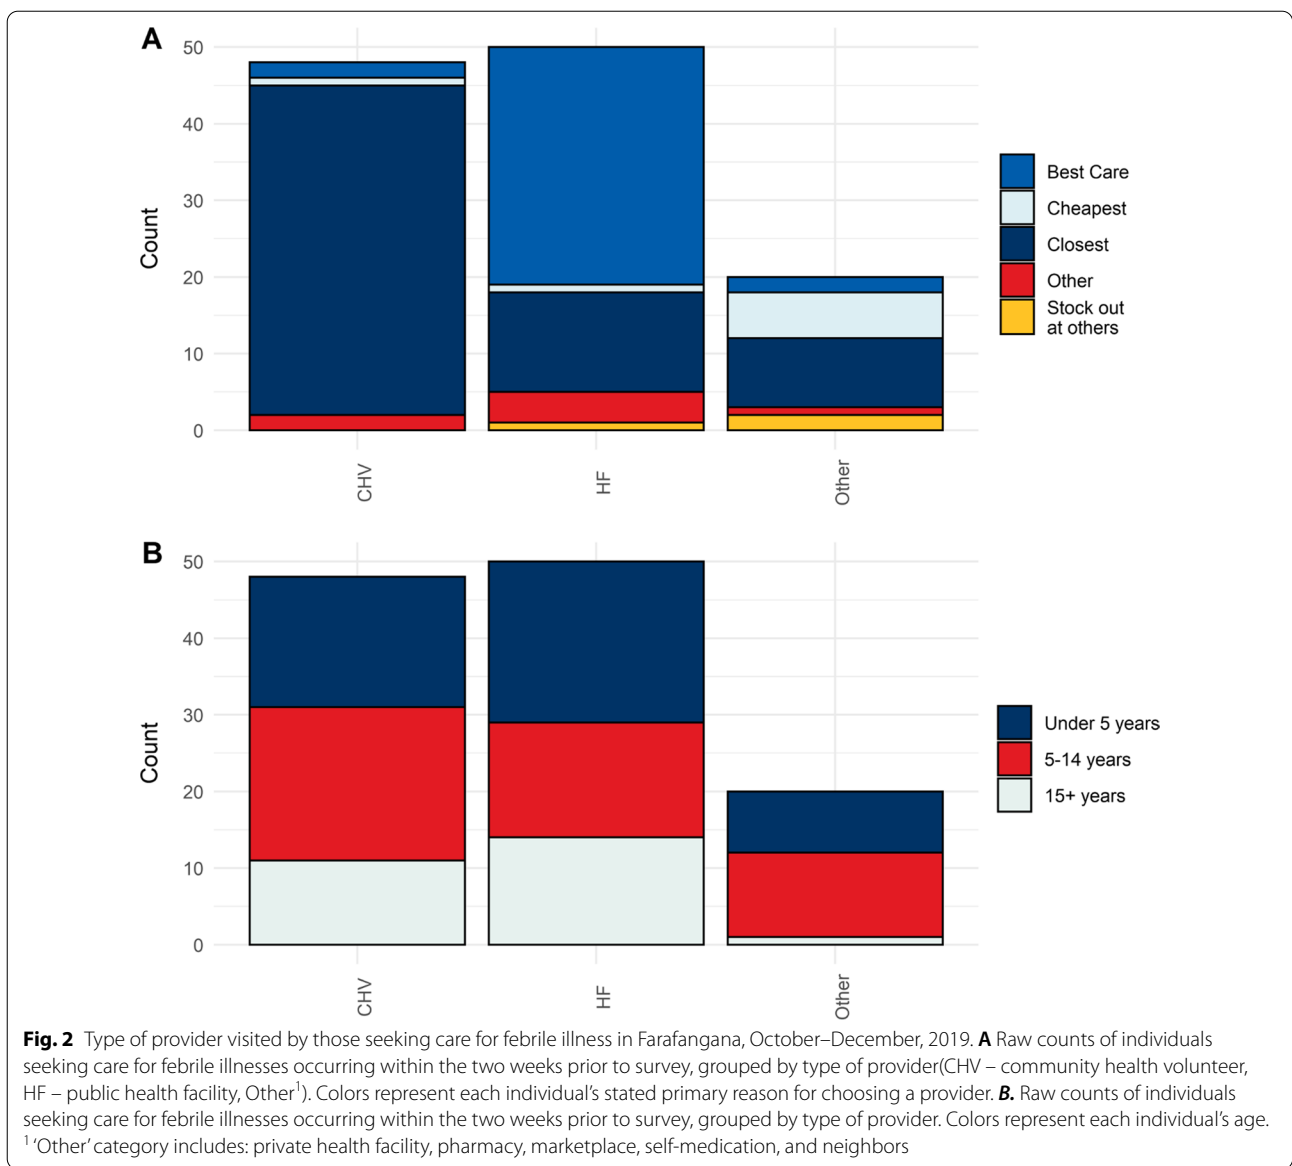 A
50
40
30
20
10
0
Count
CHV
HF
Other
Best Care
Cheapest
Closest
Other
Stock out
at others
B
50
40
30
20
10
0
Count
CHV
HF
Other
Under 5 years
5-14 years
15+ years
Fig. 2 Type of provider visited by those seeking care for febrile illness in Farafangana, October–December, 2019. A Raw counts of individuals
seeking care for febrile illnesses occurring within the two weeks prior to survey, grouped by type of provider(CHV – community health volunteer,
HF – public health facility, Other1). Colors represent each individual's stated primary reason for choosing a provider. B. Raw counts of individuals
seeking care for febrile illnesses occurring within the two weeks prior to survey, grouped by type of provider. Colors represent each individual's age.
1 'Other' category includes: private health facility, pharmacy, marketplace, self-medication, and neighbors